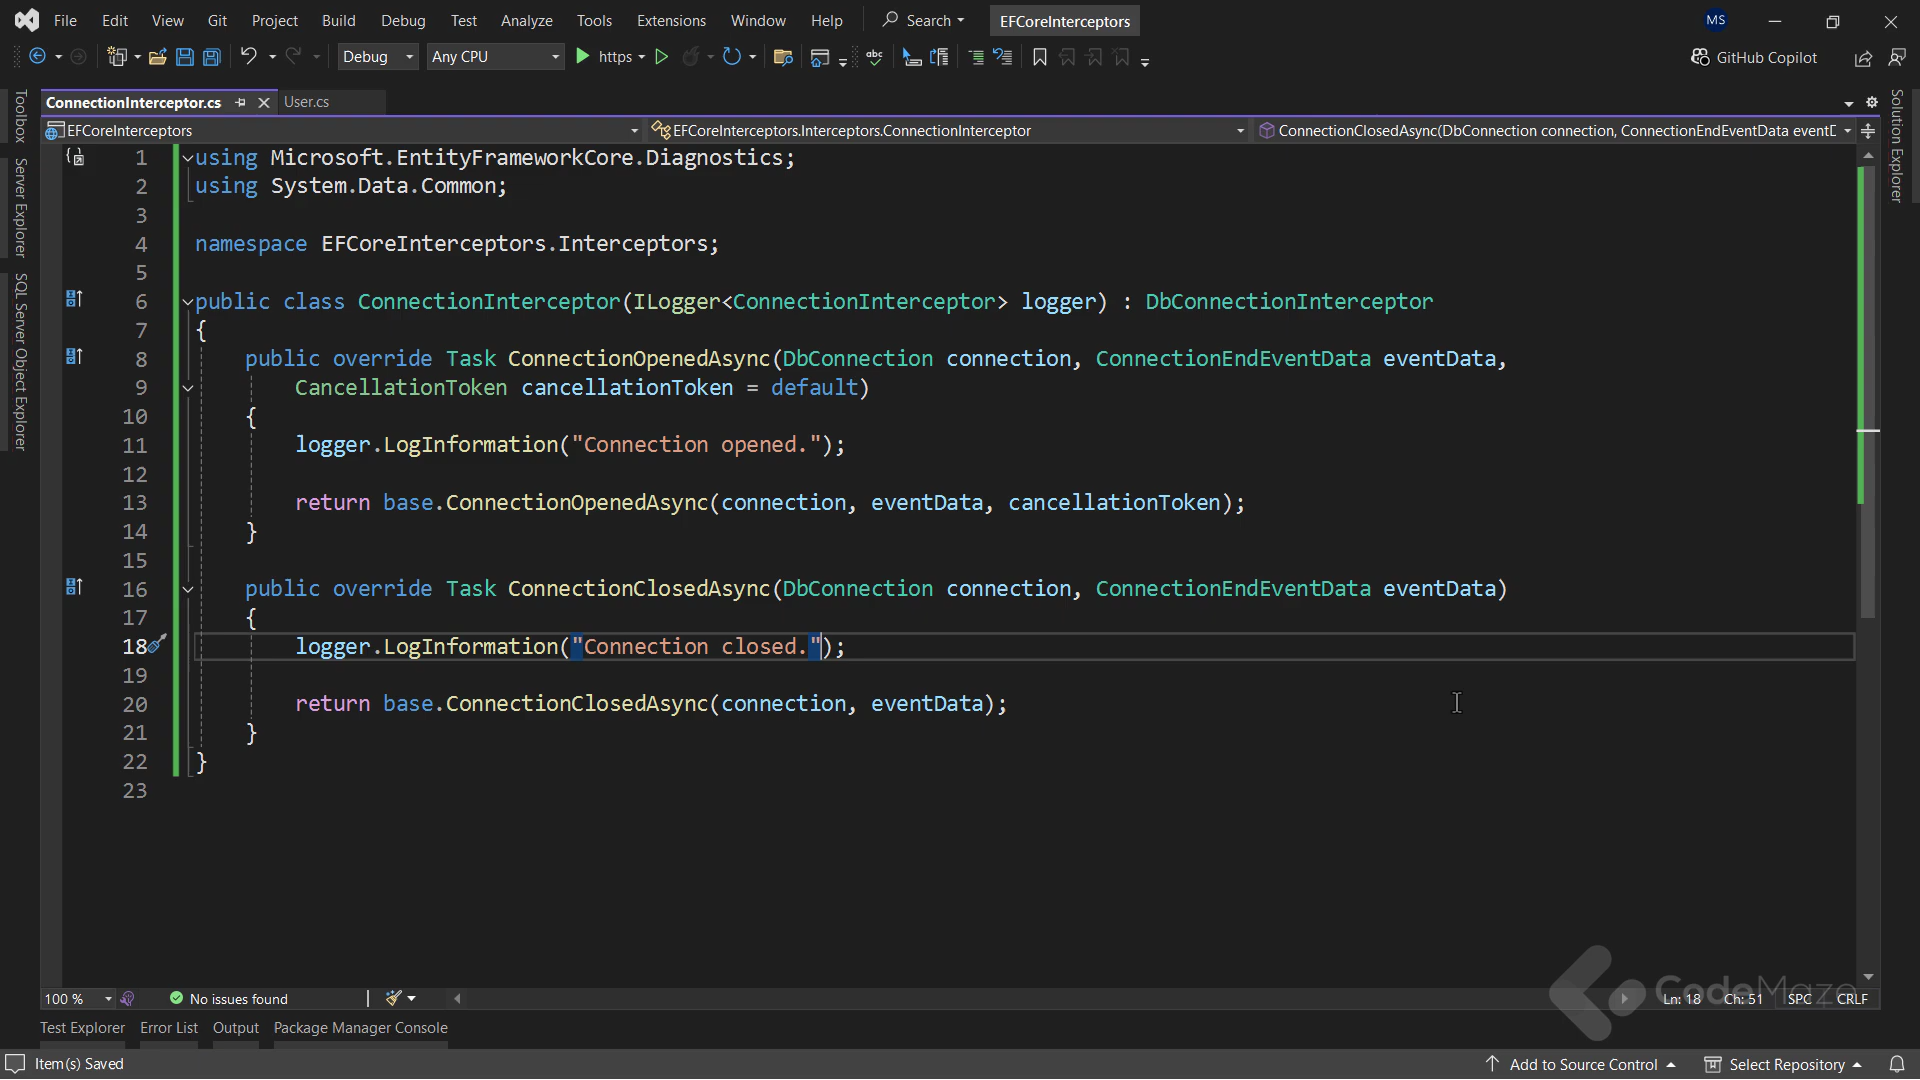 File Edit View Git Project Build Debug Test Analyze Tools Extensions Window Help Search EFCoreInterceptors MS
Debug Any CPU https abc GitHub Copilot
ConnectionInterceptor.cs User.cs
EFCoreInterceptors EFCoreInterceptors.Interceptors.ConnectionInterceptor ConnectionClosedAsync(DbConnection connection, ConnectionEndEventData eventD
Toolbox
Server Explorer
SQL Server Object Explorer
Solution Explorer
1 using Microsoft.EntityFrameworkCore.Diagnostics;
2 using System.Data.Common;
3
4 namespace EFCoreInterceptors.Interceptors;
5
6 public class ConnectionInterceptor(ILogger<ConnectionInterceptor> logger) : DbConnectionInterceptor
7 {
8 public override Task ConnectionOpenedAsync(DbConnection connection, ConnectionEndEventData eventData,
9 CancellationToken cancellationToken = default)
10 {
11 logger.LogInformation("Connection opened.");
12
13 return base.ConnectionOpenedAsync(connection, eventData, cancellationToken);
14 }
15
16 public override Task ConnectionClosedAsync(DbConnection connection, ConnectionEndEventData eventData)
17 {
18 logger.LogInformation("Connection closed.");
19
20 return base.ConnectionClosedAsync(connection, eventData);
21 }
22 }
23
CodeMaze
100 % No issues found Ln: 18 Ch: 51 SPC CRLF
Test Explorer Error List Output Package Manager Console
Item(s) Saved Add to Source Control Select Repository